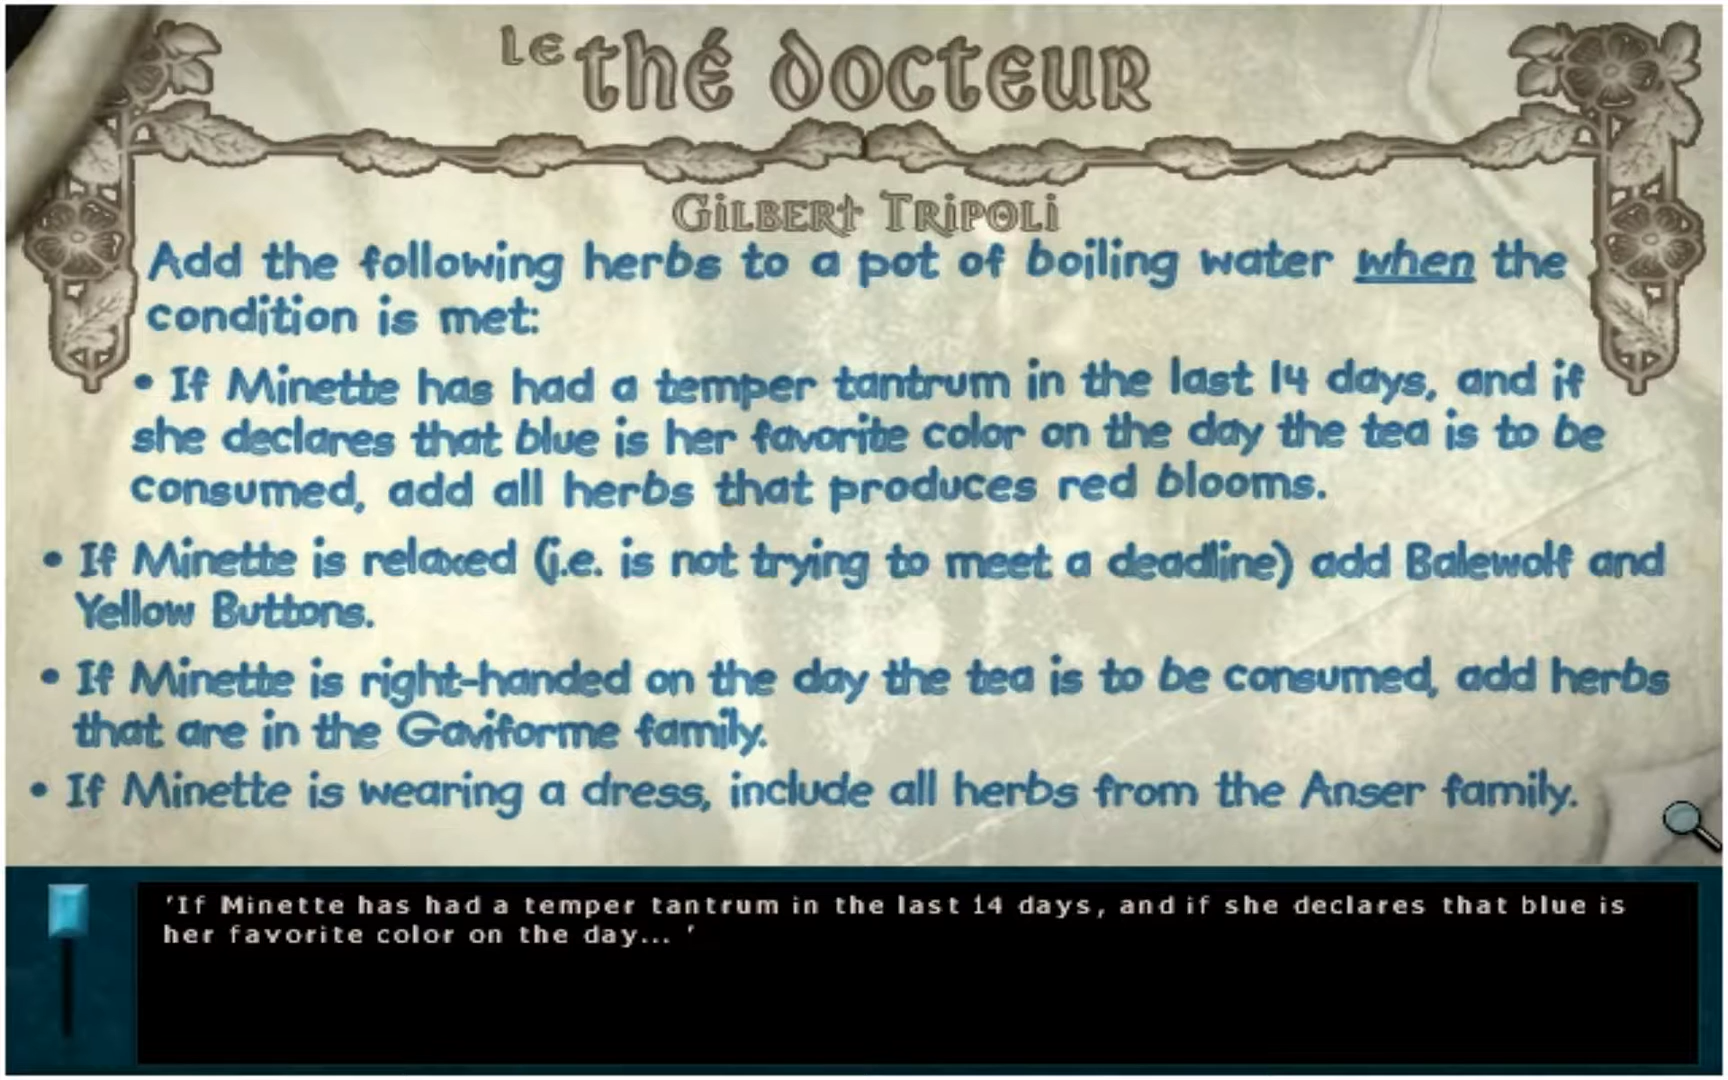 Le thé docteur
Gilbert Tripoli
Add the following herbs to a pot of boiling water when the
condition is met:
• If Minette has had a temper tantrum in the last 14 days, and if
she declares that blue is her favorite color on the day the tea is to be
consumed, add all herbs that produces red blooms.
• If Minette is relaxed (i.e. is not trying to meet a deadline) add Balewolf and
Yellow Buttons.
• If Minette is right-handed on the day the tea is to be consumed, add herbs
that are in the Gaviforme family.
• If Minette is wearing a dress, include all herbs from the Anser family.
'If Minette has had a temper tantrum in the last 14 days, and if she declares that blue is
her favorite color on the day... '